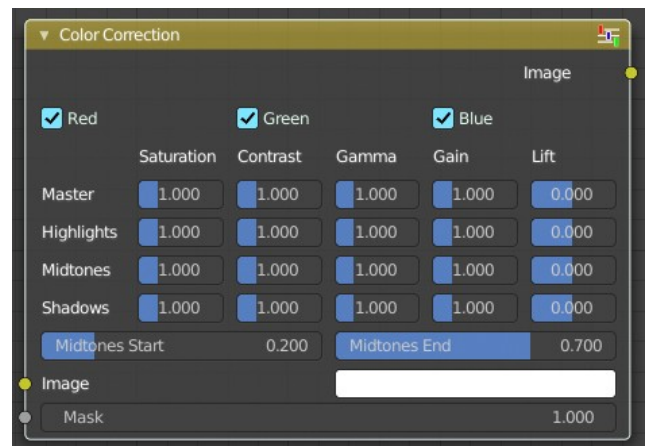 Color Correction
Image
Red Green Blue
Saturation Contrast Gamma Gain Lift
Master 1.000 1.000 1.000 1.000 0.000
Highlights 1.000 1.000 1.000 1.000 0.000
Midtones 1.000 1.000 1.000 1.000 0.000
Shadows 1.000 1.000 1.000 1.000 0.000
Midtones Start 0.200 Midtones End 0.700
Image
Mask 1.000